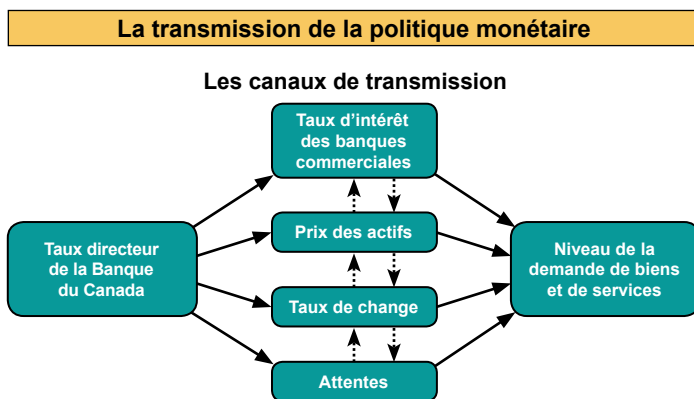 La transmission de la politique monétaire
Les canaux de transmission
Taux d'intérêt
des banques
commerciales
Taux directeur
de la Banque
du Canada
Prix des actifs
Niveau de la
demande de biens
et de services
Taux de change
Attentes